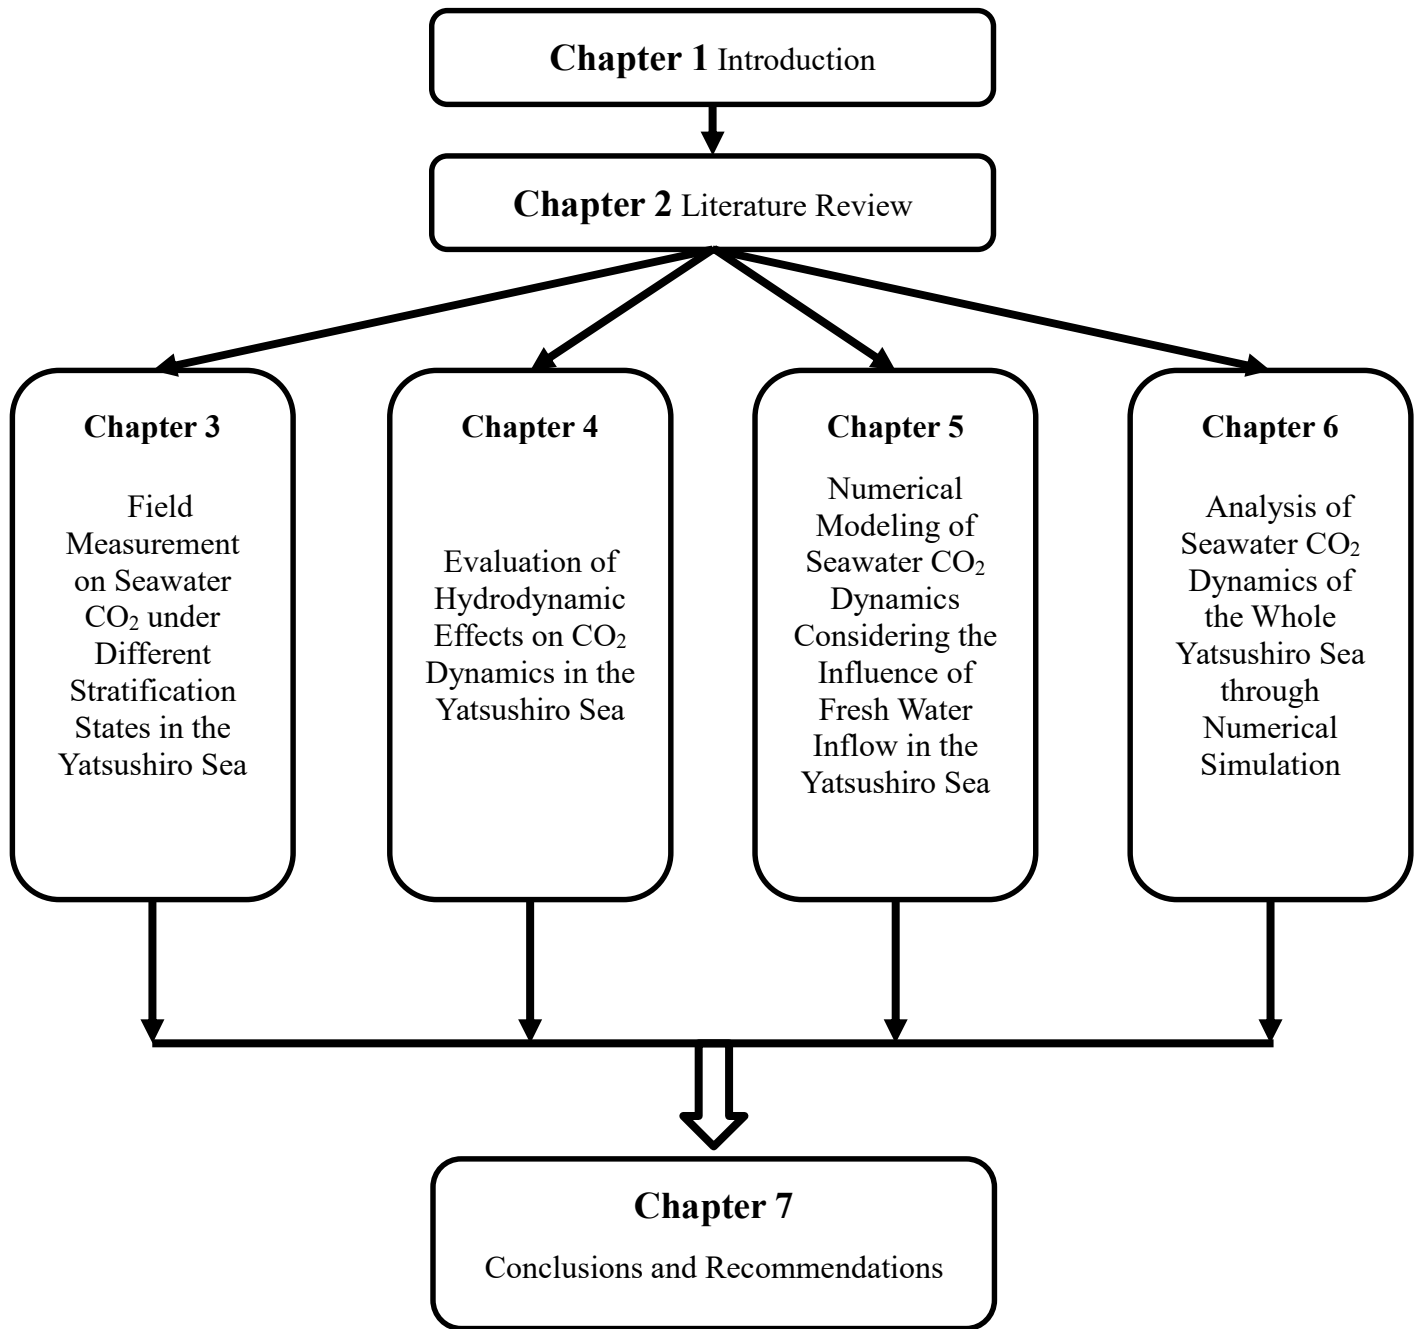 Chapter 1 Introduction
Chapter 2 Literature Review
Chapter 3
Field
Measurement
on Seawater
CO₂ under
Different
Stratification
States in the
Yatsushiro Sea
Chapter 4
Evaluation of
Hydrodynamic
Effects on CO₂
Dynamics in the
Yatsushiro Sea
Chapter 5
Numerical
Modeling of
Seawater CO₂
Dynamics
Considering the
Influence of
Fresh Water
Inflow in the
Yatsushiro Sea
Chapter 6
Analysis of
Seawater CO₂
Dynamics of
the Whole
Yatsushiro Sea
through
Numerical
Simulation
Chapter 7
Conclusions and Recommendations